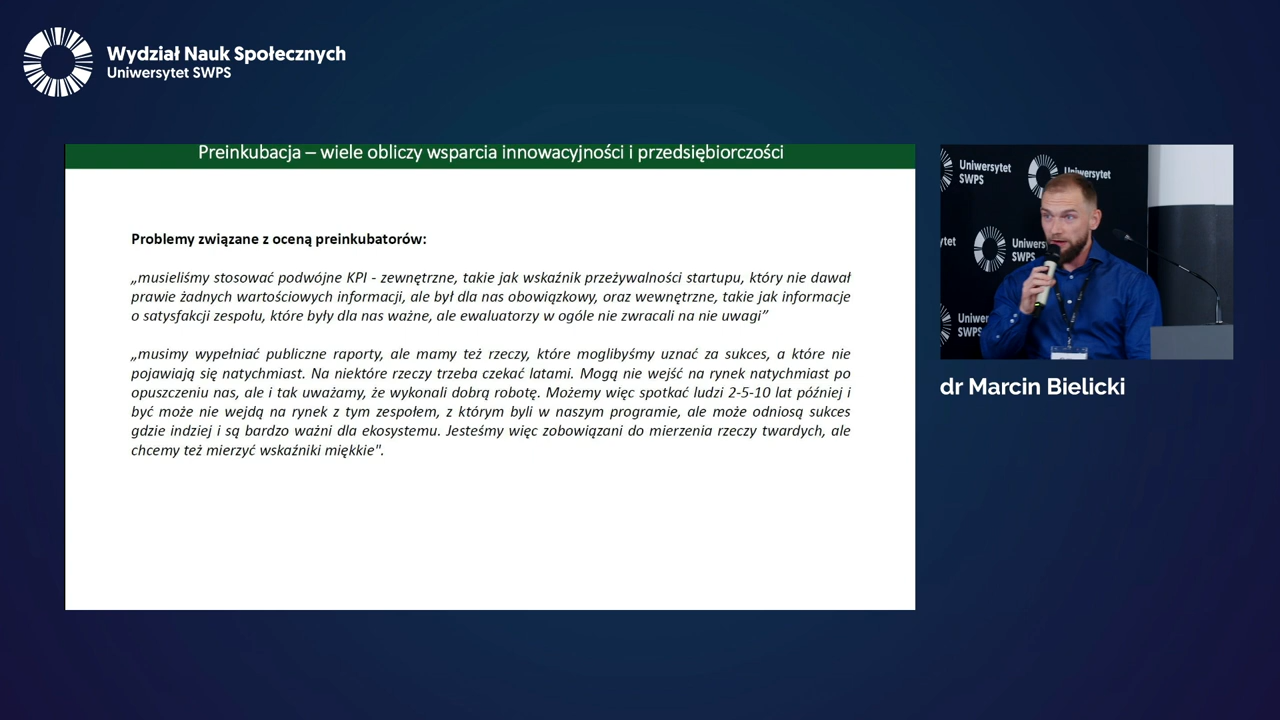 Wydział Nauk Społecznych
Uniwersytet SWPS
Preinkubacja – wiele obliczy wsparcia innowacyjności i przedsiębiorczości
Problemy związane z oceną preinkubatorów:
„musieliśmy stosować podwójne KPI - zewnętrzne, takie jak wskaźnik przeżywalności startupu, który nie dawał
prawie żadnych wartościowych informacji, ale był dla nas obowiązkowy, oraz wewnętrzne, takie jak informacje
o satysfakcji zespołu, które były dla nas ważne, ale ewaluatorzy w ogóle nie zwracali na nie uwagi”
„musimy wypełniać publiczne raporty, ale mamy też rzeczy, które moglibyśmy uznać za sukces, a które nie
pojawiają się natychmiast. Na niektóre rzeczy trzeba czekać latami. Mogą nie wejść na rynek natychmiast po
opuszczeniu nas, ale i tak uważamy, że wykonali dobrą robotę. Możemy więc spotkać ludzi 2-5-10 lat później i
być może nie wejdą na rynek z tym zespołem, z którym byli w naszym programie, ale może odniosą sukces
gdzie indziej i są bardzo ważni dla ekosystemu. Jesteśmy więc zobowiązani do mierzenia rzeczy twardych, ale
chcemy też mierzyć wskaźniki miękkie".
Uniwersytet
SWPS
Uniwersytet
ytet
Uniwers
SWPS
Uniwer
SWPS
dr Marcin Bielicki